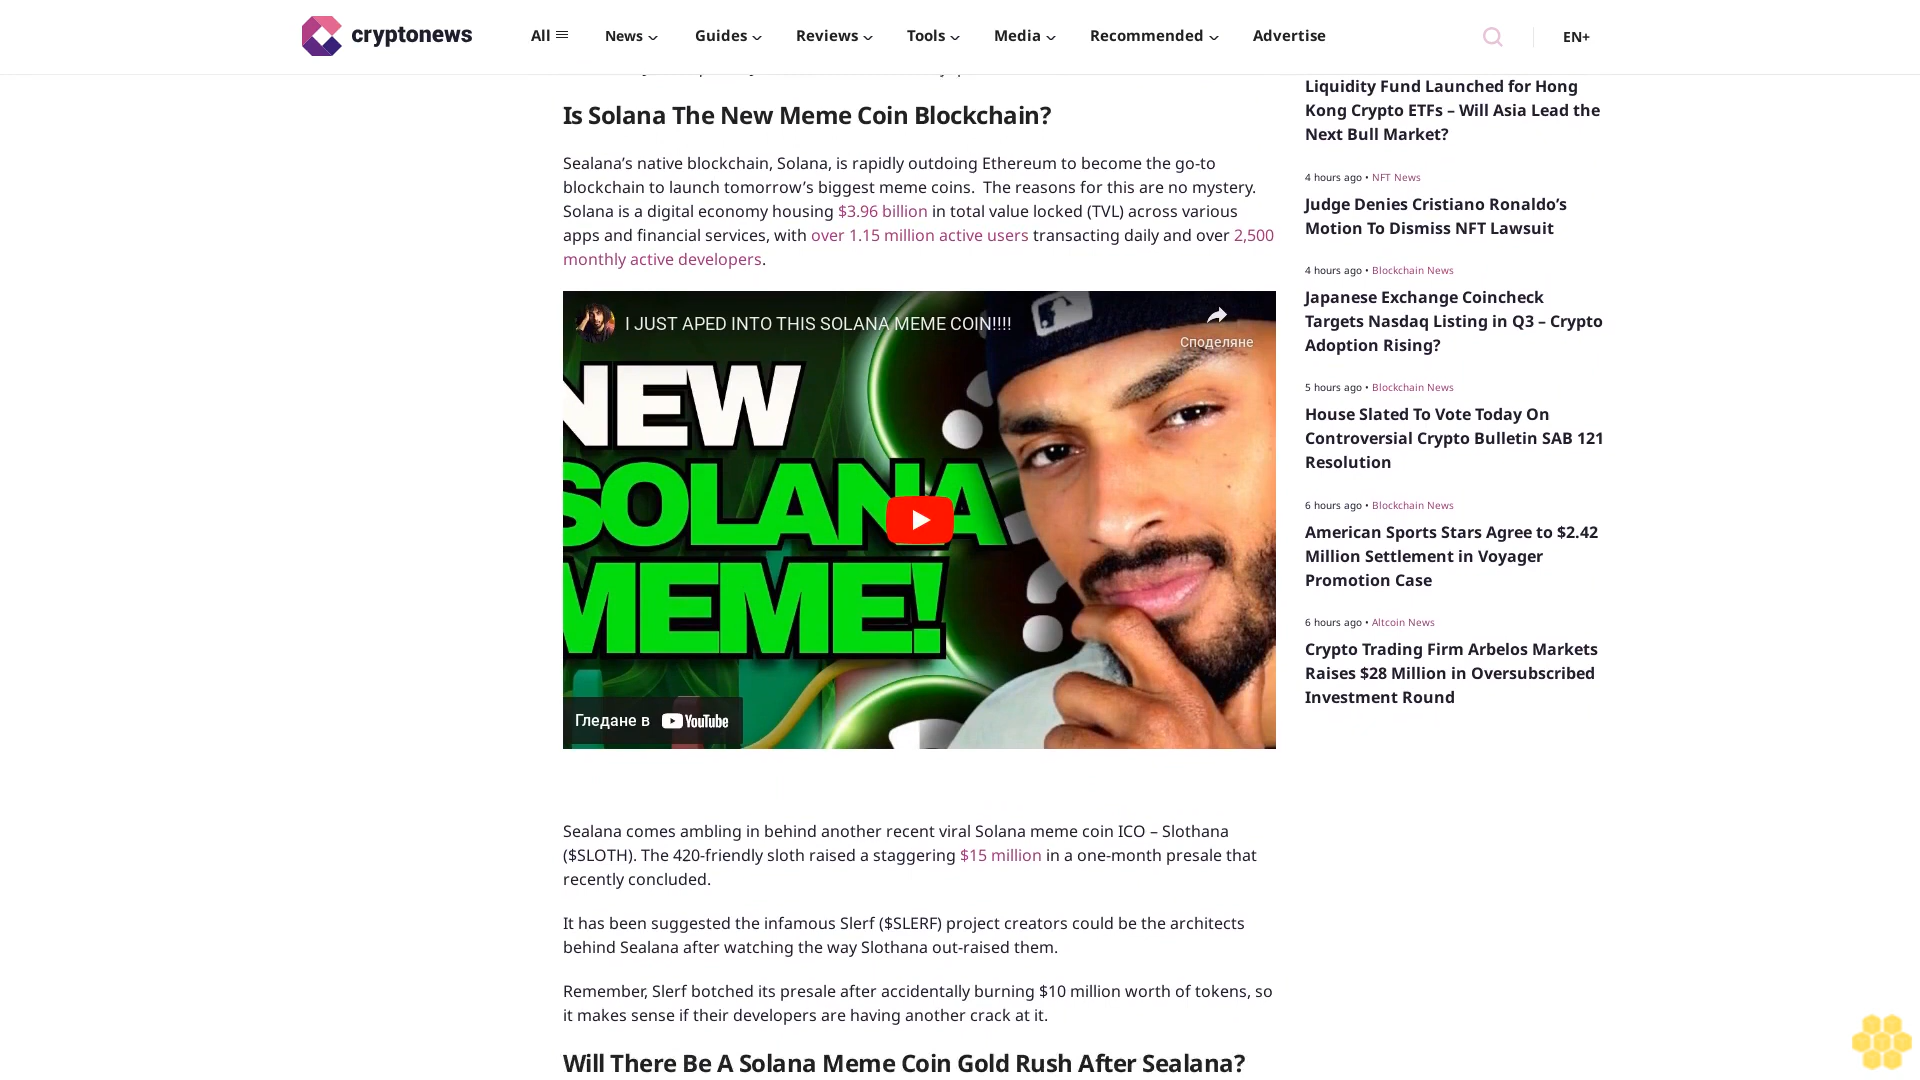 cryptonews
All
News
Guides
Reviews
Tools
Media
Recommended
Advertise
EN+
Is Solana The New Meme Coin Blockchain?
Sealana’s native blockchain, Solana, is rapidly outdoing Ethereum to become the go-to
blockchain to launch tomorrow’s biggest meme coins.  The reasons for this are no mystery.
Solana is a digital economy housing $3.96 billion in total value locked (TVL) across various
apps and financial services, with over 1.15 million active users transacting daily and over 2,500
monthly active developers.
I JUST APED INTO THIS SOLANA MEME COIN!!!!
Споделяне
NEW
SOLANA
MEME!
Гледане в YouTube
Sealana comes ambling in behind another recent viral Solana meme coin ICO – Slothana
($SLOTH). The 420-friendly sloth raised a staggering $15 million in a one-month presale that
recently concluded.
It has been suggested the infamous Slerf ($SLERF) project creators could be the architects
behind Sealana after watching the way Slothana out-raised them.
Remember, Slerf botched its presale after accidentally burning $10 million worth of tokens, so
it makes sense if their developers are having another crack at it.
Will There Be A Solana Meme Coin Gold Rush After Sealana?
Liquidity Fund Launched for Hong
Kong Crypto ETFs – Will Asia Lead the
Next Bull Market?
4 hours ago • NFT News
Judge Denies Cristiano Ronaldo’s
Motion To Dismiss NFT Lawsuit
4 hours ago • Blockchain News
Japanese Exchange Coincheck
Targets Nasdaq Listing in Q3 – Crypto
Adoption Rising?
5 hours ago • Blockchain News
House Slated To Vote Today On
Controversial Crypto Bulletin SAB 121
Resolution
6 hours ago • Blockchain News
American Sports Stars Agree to $2.42
Million Settlement in Voyager
Promotion Case
6 hours ago • Altcoin News
Crypto Trading Firm Arbelos Markets
Raises $28 Million in Oversubscribed
Investment Round